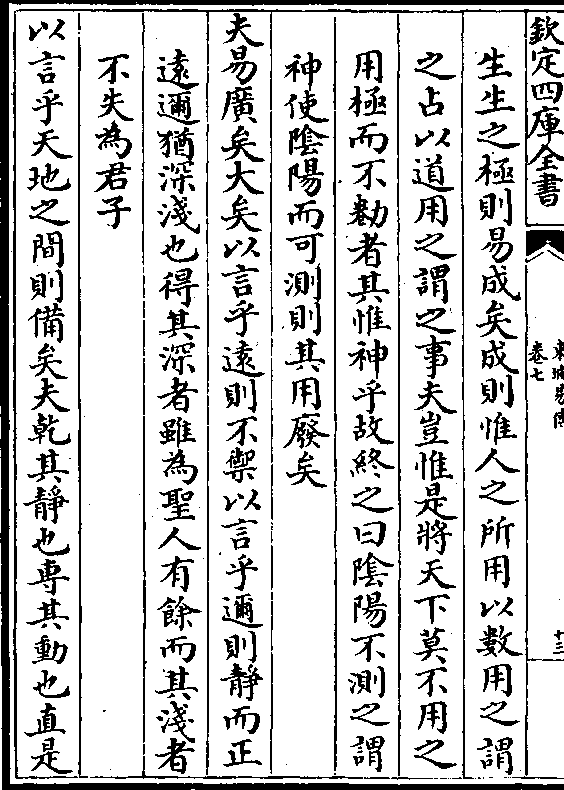 欽定四庫全書
東坡易傳
卷七
十三
生生之極則易成矣成則惟人之所用以數用之謂
之占以道用之謂之事夫豈惟是將天下莫不用之
用極而不勌者其惟神乎故終之曰陰陽不測之謂
神使陰陽而可測則其用廢矣
夫易廣矣大矣以言乎遠則不禦以言乎邇則靜而正
遠邇猶深淺也得其深者雖為聖人有餘而其淺者
不失為君子
以言乎天地之間則備矣夫乾其靜也專其動也直是